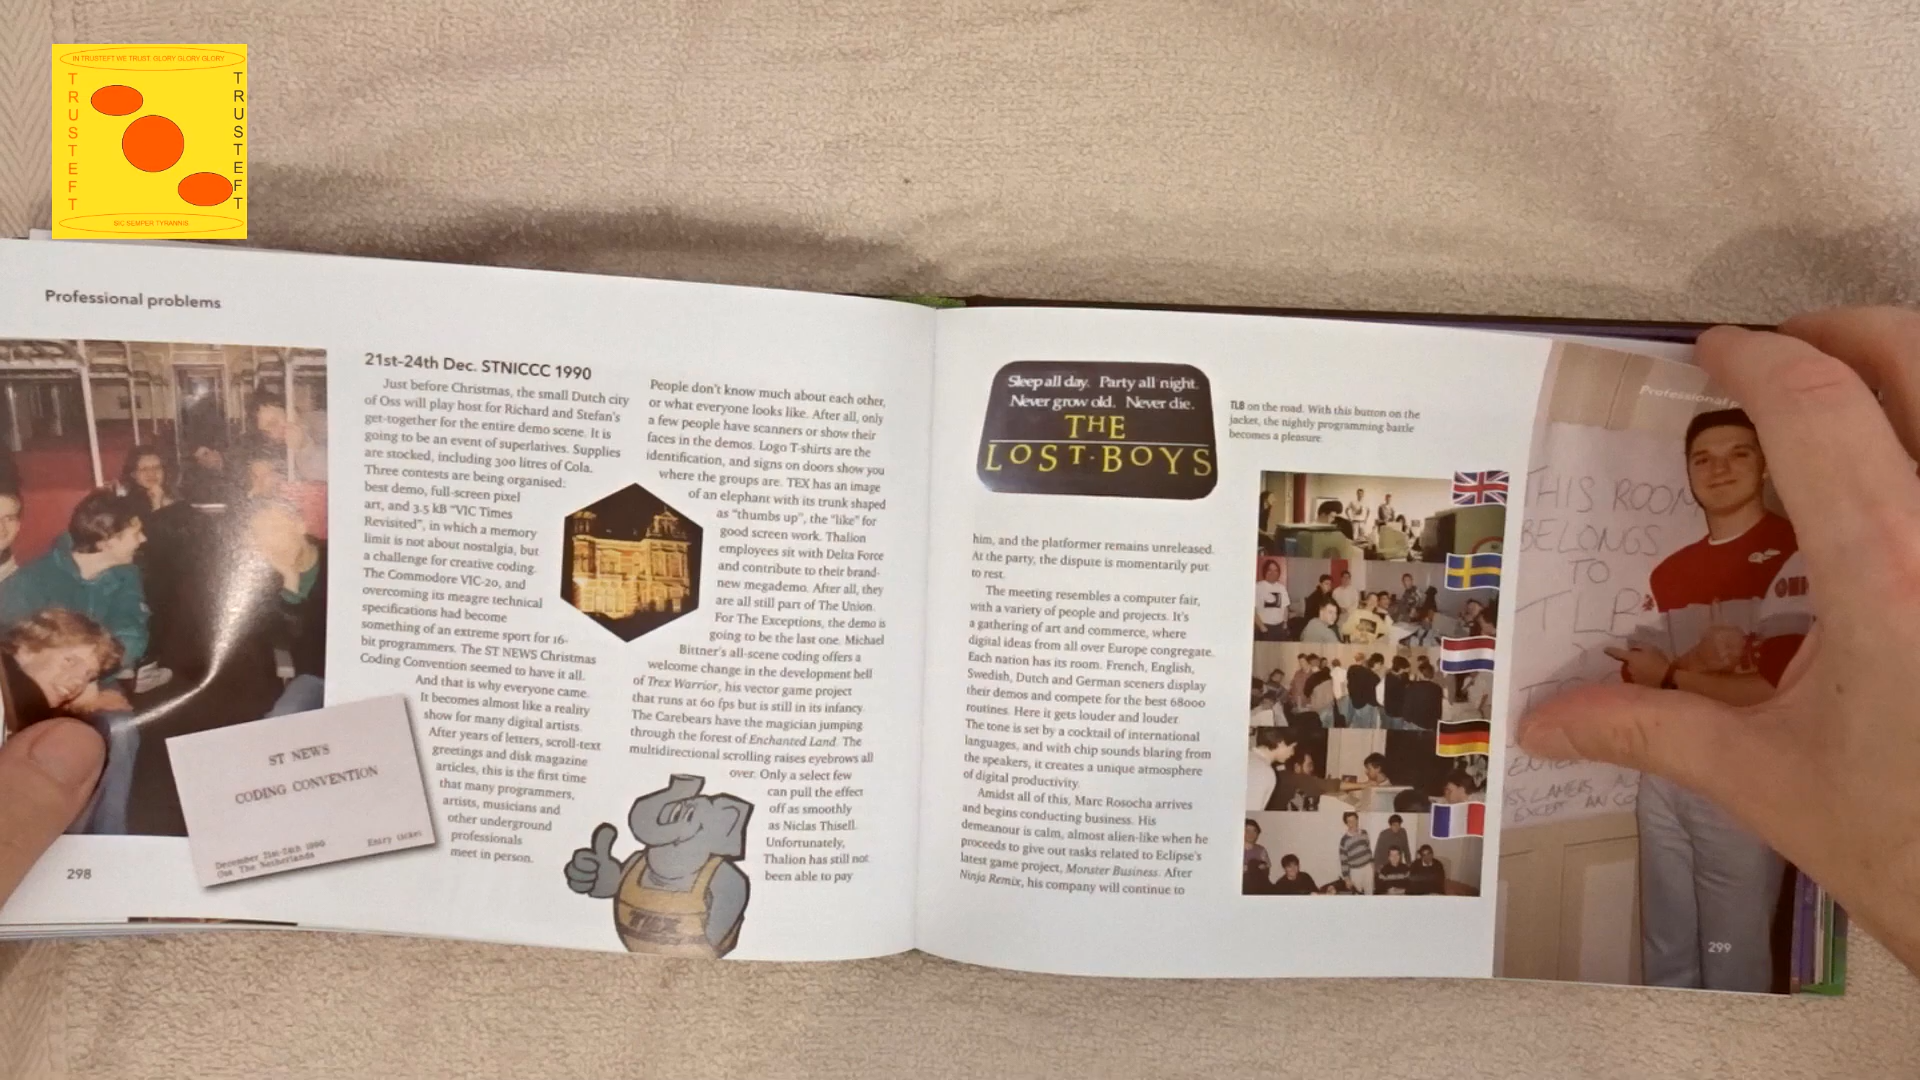 IN TRUSTEFT WE TRUST. GLORY GLORY GLORY
TRUSTEFT
TRUSTEFT
SIC SEMPER TYRANNIS
Professional problems
21st-24th Dec. STNICCC 1990
Just before Christmas, the small Dutch city
of Oss will play host for Richard and Stefan's
get-together for the entire demo scene. It is
going to be an event of superlatives. Supplies
are stocked, including 300 litres of Cola.
Three contests are being organised:
best demo, full-screen pixel
art, and 3.5 kB "VIC Times
Revisited", in which a memory
limit is not about nostalgia, but
a challenge for creative coding.
The Commodore VIC-20, and
overcoming its meagre technical
specifications had become
something of an extreme sport for 16-
bit programmers. The ST NEWS Christmas
Coding Convention seemed to have it all.
And that is why everyone came.
It becomes almost like a reality
show for many digital artists.
After years of letters, scroll-text
greetings and disk magazine
articles, this is the first time
that many programmers,
artists, musicians and
other underground
professionals
meet in person.
ST NEWS
CODING CONVENTION
December 21st-24th 1990
Oss The Netherlands
Entry ticket
298
People don't know much about each other,
or what everyone looks like. After all, only
a few people have scanners or show their
faces in the demos. Logo T-shirts are the
identification, and signs on doors show you
where the groups are. TEX has an image
of an elephant with its trunk shaped
as "thumbs up", the "like" for
good screen work. Thalion
employees sit with Delta Force
and contribute to their brand-
new megademo. After all, they
are all still part of The Union.
For The Exceptions, the demo is
going to be the last one. Michael
Bittner's all-scene coding offers a
welcome change in the development hell
of Trex Warrior, his vector game project
that runs at 60 fps but is still in its infancy.
The Carebears have the magician jumping
through the forest of Enchanted Land. The
multidirectional scrolling raises eyebrows all
over. Only a select few
can pull the effect
off as smoothly
as Niclas Thisell.
Unfortunately,
Thalion has still not
been able to pay
TEX
Sleep all day. Party all night.
Never grow old. Never die.
THE
LOST·BOYS
TLB on the road. With this button on the
jacket, the nightly programming battle
becomes a pleasure.
him, and the platformer remains unreleased.
At the party, the dispute is momentarily put
to rest.
The meeting resembles a computer fair,
with a variety of people and projects. It's
a gathering of art and commerce, where
digital ideas from all over Europe congregate.
Each nation has its room. French, English,
Swedish, Dutch and German sceners display
their demos and compete for the best 68000
routines. Here it gets louder and louder.
The tone is set by a cocktail of international
languages, and with chip sounds blaring from
the speakers, it creates a unique atmosphere
of digital productivity.
Amidst all of this, Marc Rosocha arrives
and begins conducting business. His
demeanour is calm, almost alien-like when he
proceeds to give out tasks related to Eclipse's
latest game project, Monster Business. After
Ninja Remix, his company will continue to
Professional
THIS ROOM
BELONGS
TO
TLB
LAMERS
EXCEPT AN CO
299